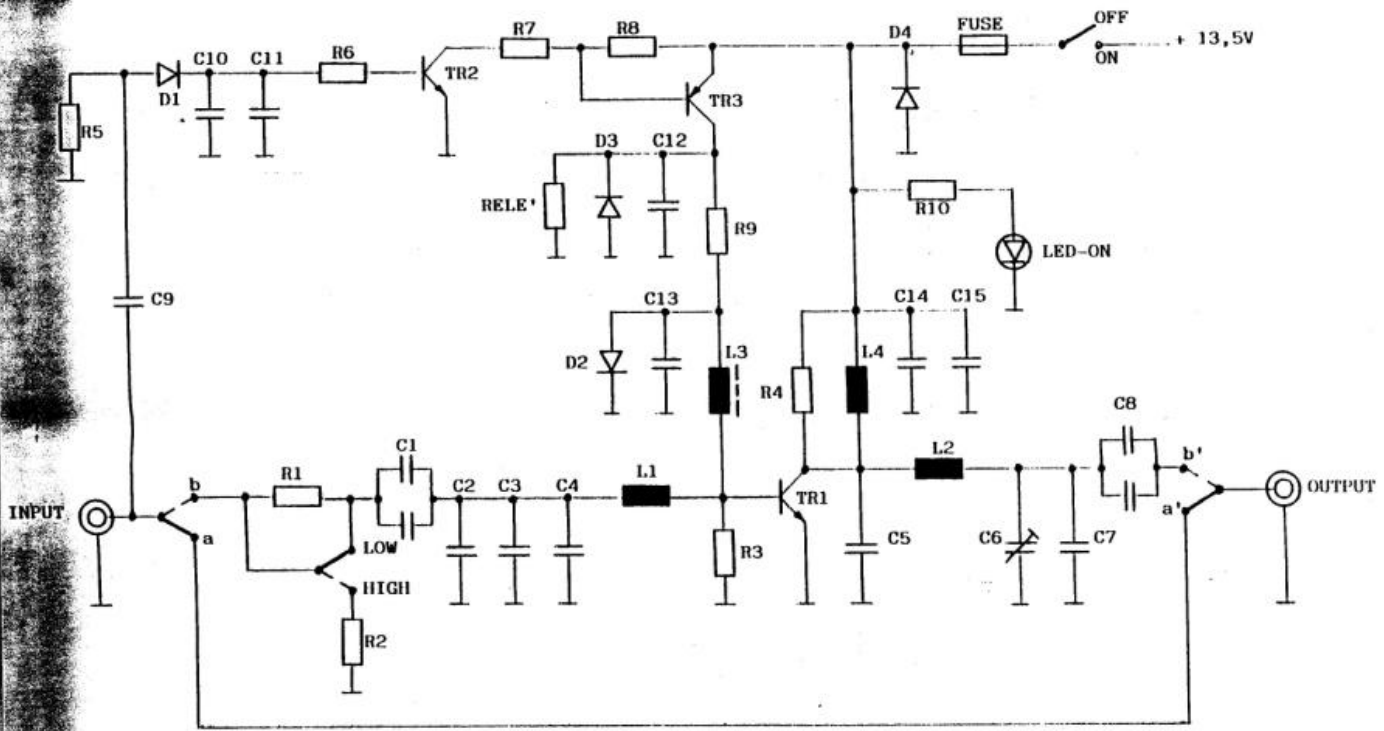 R7
R8
D4
FUSE
OFF
ON
+ 13,5V
C10
C11
R6
D1
TR2
TR3
R5
D3
C12
RELE'
R9
R10
LED-ON
C9
C13
C14
C15
D2
L3
R4
L4
C8
C1
L1
L2
b
R1
C2
C3
C4
TR1
b'
INPUT
a
LOW
HIGH
R3
C5
C6
C7
a'
OUTPUT
R2